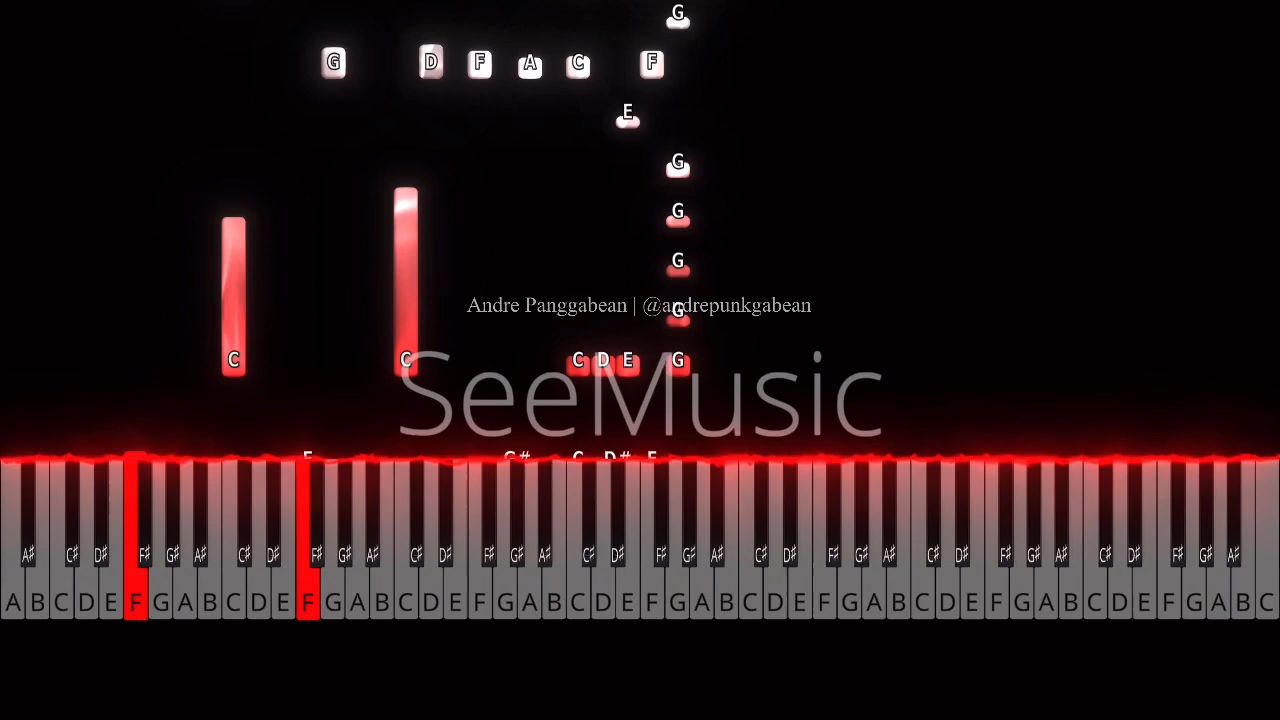 G
G D F A C F
E
G
G
G
Andre Panggabean | @andrepunkgabean
G
C C C D E G
SeeMusic
F G# C D# F
A# C# D# F# G# A# C# D# F# G# A# C# D# F# G# A# C# D# F# G# A# C# D# F# G# A# C# D# F# G# A# C# D# F# G# A#
A B C D E F G A B C D E F G A B C D E F G A B C D E F G A B C D E F G A B C D E F G A B C D E F G A B C